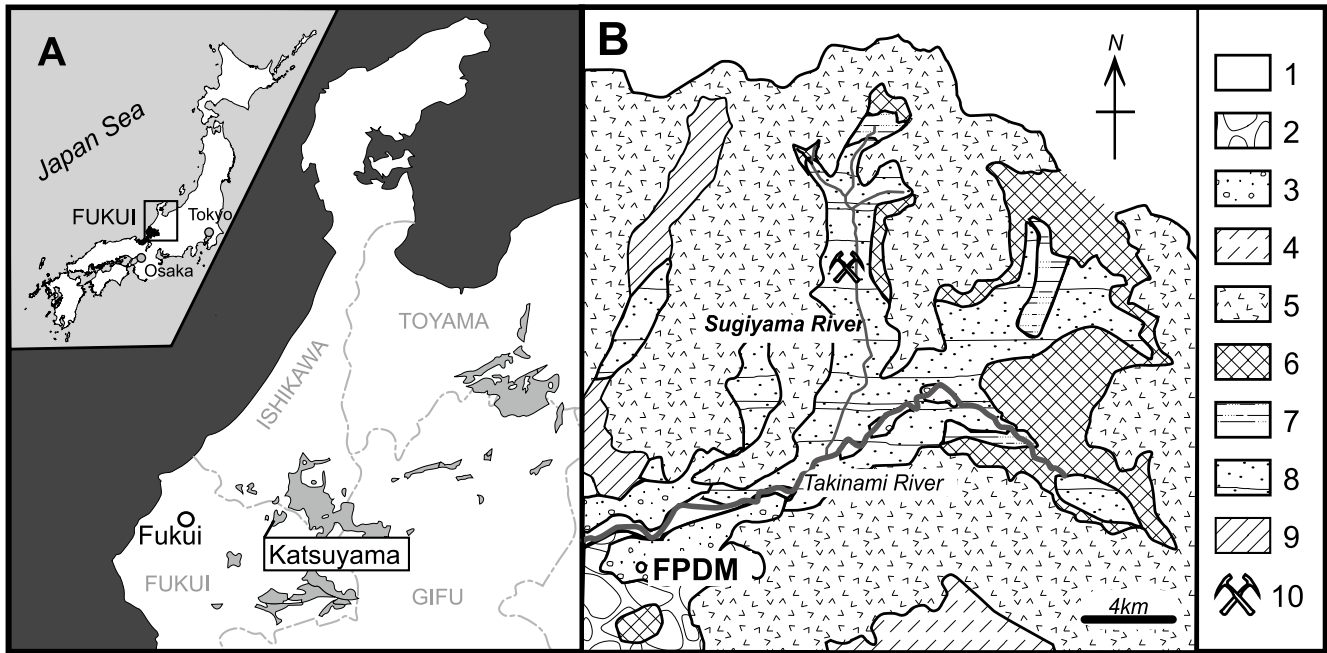 A
Japan Sea
FUKUI
Tokyo
Osaka
TOYAMA
ISHIKAWA
Fukui
Katsuyama
FUKUI
GIFU
B
N
Sugiyama River
Takinami River
FPDM
4km
1
2
3
4
5
6
7
8
9
10